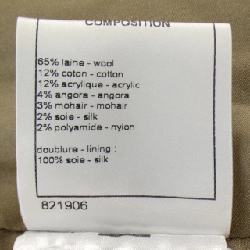 COMPOSITION
65% laine - wool
12% coton - cotton
12% acrylique - acrylic
4% angora - angora
3% mohair - mohair
2% soie - silk
2% polyamide - nylon
doublure - lining :
100% soie - silk
821906